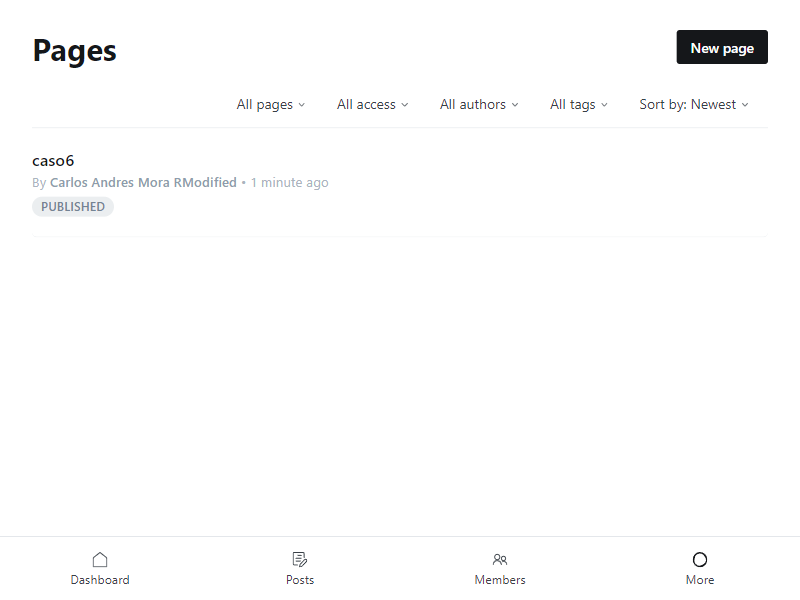 Pages
New page
All pages
All access
All authors
All tags
Sort by: Newest
caso6
By Carlos Andres Mora RModified • 1 minute ago
PUBLISHED
Dashboard
Posts
Members
More